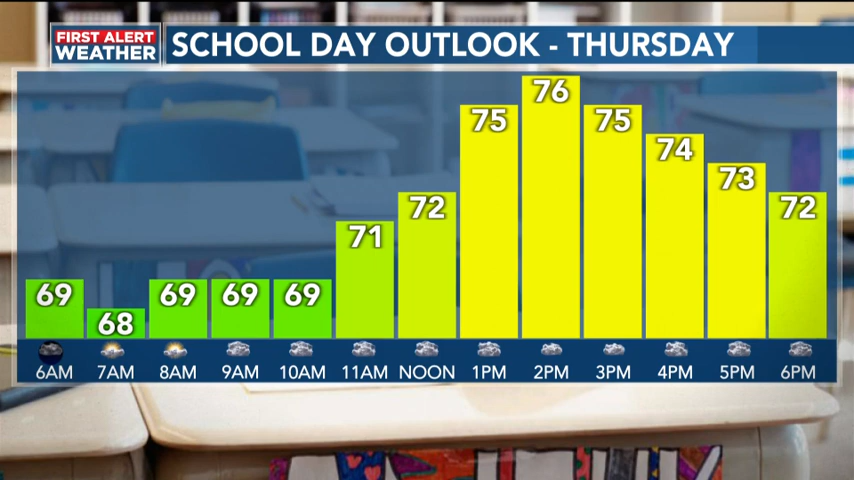 FIRST ALERT
WEATHER
SCHOOL DAY OUTLOOK - THURSDAY
69 68 69 69 69 71 72 75 76 75 74 73 72
6AM 7AM 8AM 9AM 10AM 11AM NOON 1PM 2PM 3PM 4PM 5PM 6PM